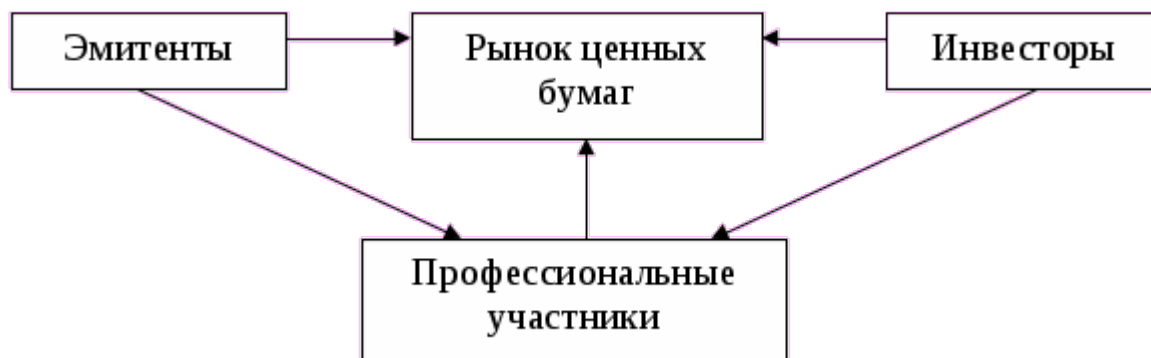 Эмитенты
Рынок ценных
бумаг
Инвесторы
Профессиональные
участники